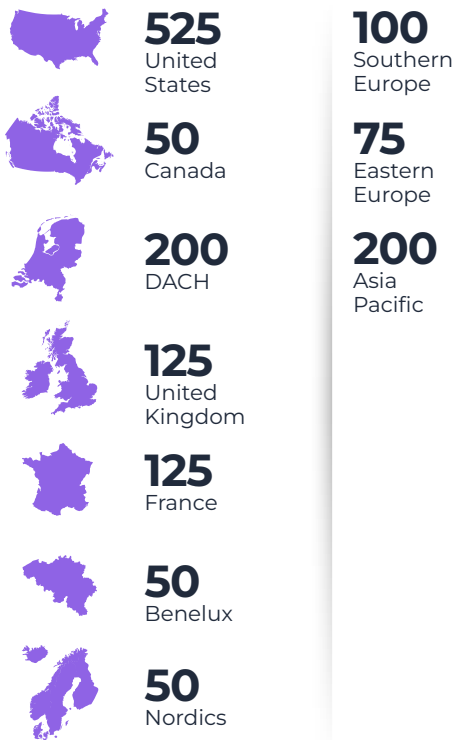 525
United
States
50
Canada
200
DACH
125
United
Kingdom
125
France
50
Benelux
50
Nordics
100
Southern
Europe
75
Eastern
Europe
200
Asia
Pacific